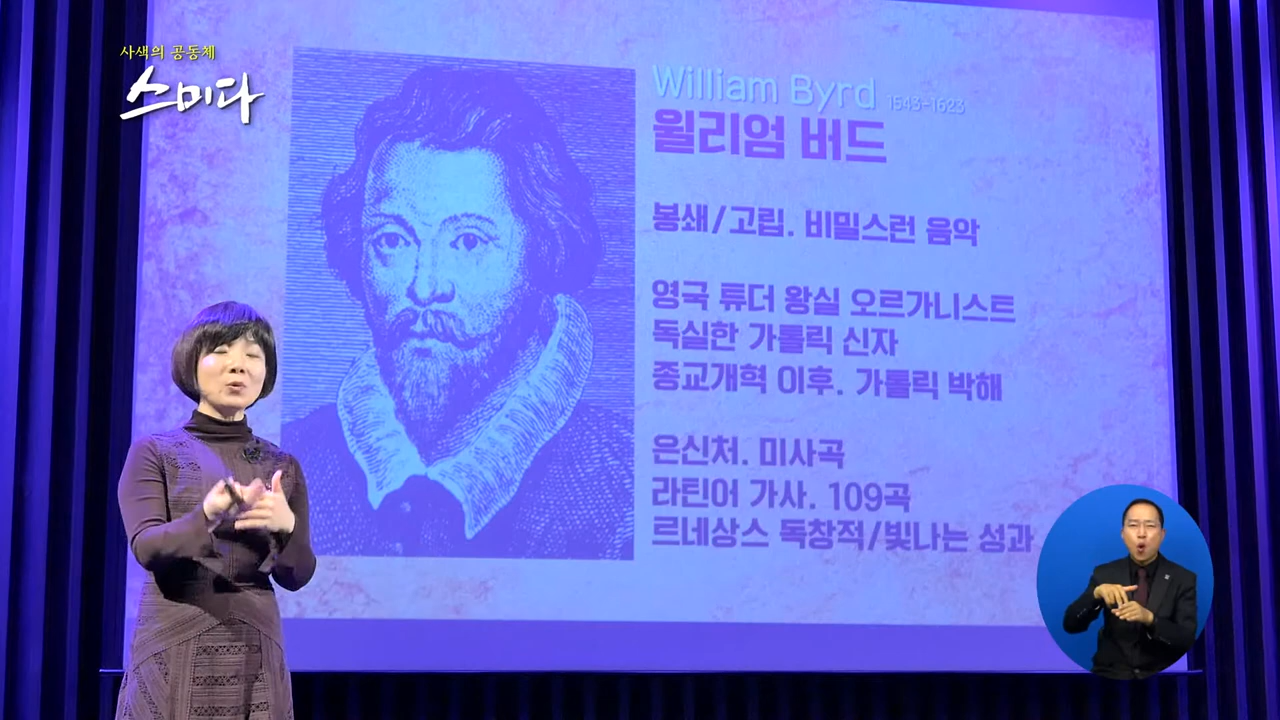 사색의 공동체
스미다
William Byrd 1543-1623
윌리엄 버드
봉쇄/고립. 비밀스런 음악
영국 튜더 왕실 오르가니스트
독실한 가톨릭 신자
종교개혁 이후. 가톨릭 박해
은신처. 미사곡
라틴어 가사. 109곡
르네상스 독창적/빛나는 성과